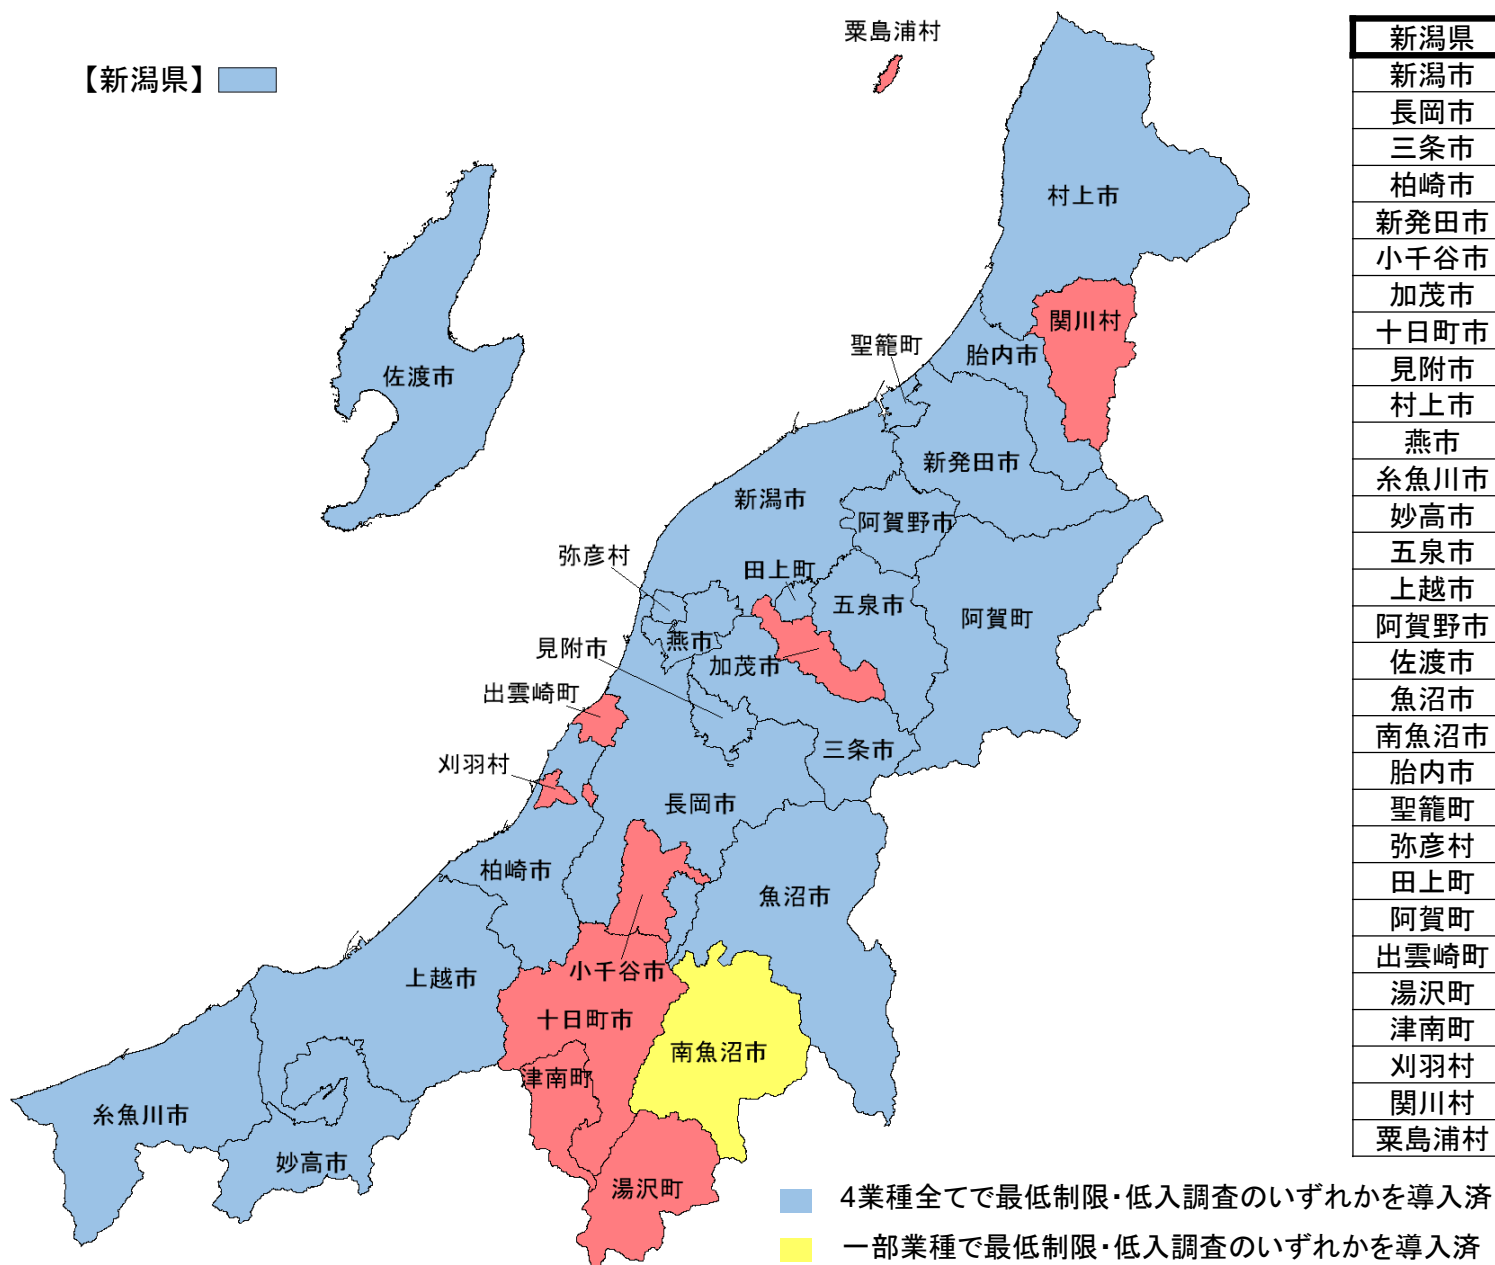 粟島浦村
【新潟県】
村上市
関川村
聖籠町
胎内市
佐渡市
新発田市
新潟市
阿賀野市
弥彦村
田上町
五泉市
阿賀町
燕市
見附市
加茂市
出雲崎町
三条市
刈羽村
長岡市
柏崎市
魚沼市
小千谷市
上越市
十日町市
南魚沼市
津南町
糸魚川市
妙高市
湯沢町
新潟県
新潟市
長岡市
三条市
柏崎市
新発田市
小千谷市
加茂市
十日町市
見附市
村上市
燕市
糸魚川市
妙高市
五泉市
上越市
阿賀野市
佐渡市
魚沼市
南魚沼市
胎内市
聖籠町
弥彦村
田上町
阿賀町
出雲崎町
湯沢町
津南町
刈羽村
関川村
粟島浦村
4業種全てで最低制限・低入調査のいずれかを導入済
一部業種で最低制限・低入調査のいずれかを導入済